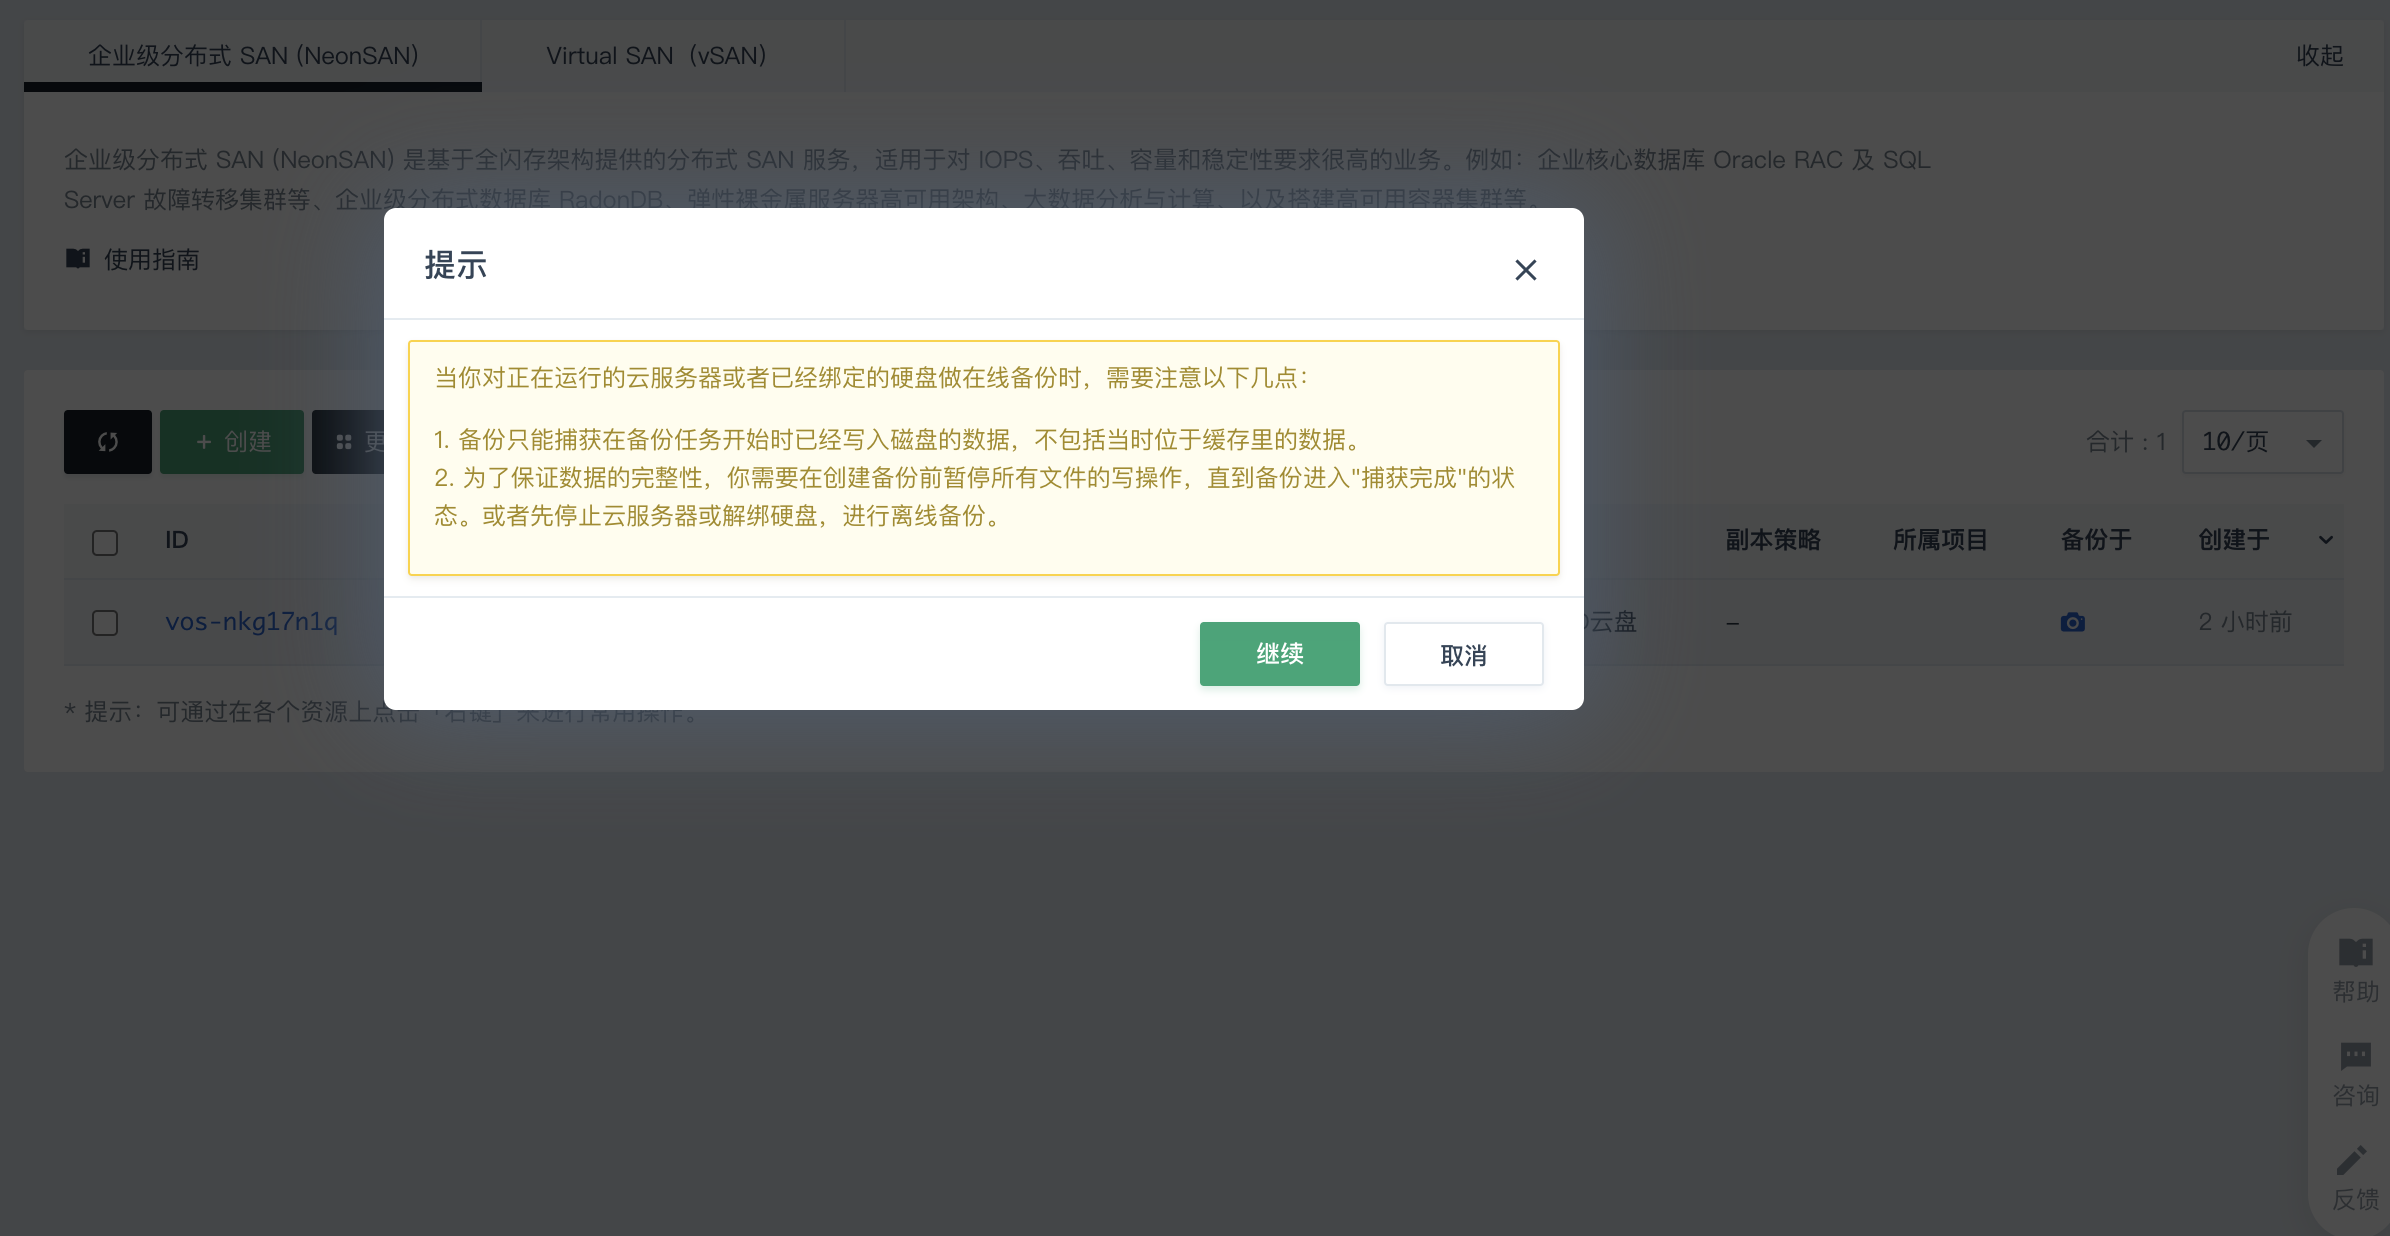 企业级分布式 SAN (NeonSAN)
Virtual SAN（vSAN）
收起
企业级分布式 SAN (NeonSAN) 是基于全闪存架构提供的分布式 SAN 服务，适用于对 IOPS、吞吐、容量和稳定性要求很高的业务。例如：企业核心数据库 Oracle RAC 及 SQL
Server 故障转移集群等、企业级分布式数据库 RadonDB、弹性裸金属服务器高可用架构、大数据分析与计算、以及搭建高可用容器集群等。
使用指南
提示
当你对正在运行的云服务器或者已经绑定的硬盘做在线备份时，需要注意以下几点：
1. 备份只能捕获在备份任务开始时已经写入磁盘的数据，不包括当时位于缓存里的数据。
2. 为了保证数据的完整性，你需要在创建备份前暂停所有文件的写操作，直到备份进入"捕获完成"的状
态。或者先停止云服务器或解绑硬盘，进行离线备份。
继续
取消
+ 创建
更
合计 : 1
10/页
ID
副本策略
所属项目
备份于
创建于
vos-nkg17n1q
云盘
–
2 小时前
* 提示：可通过在各个资源上点击「右键」来进行常用操作。
帮助
咨询
反馈